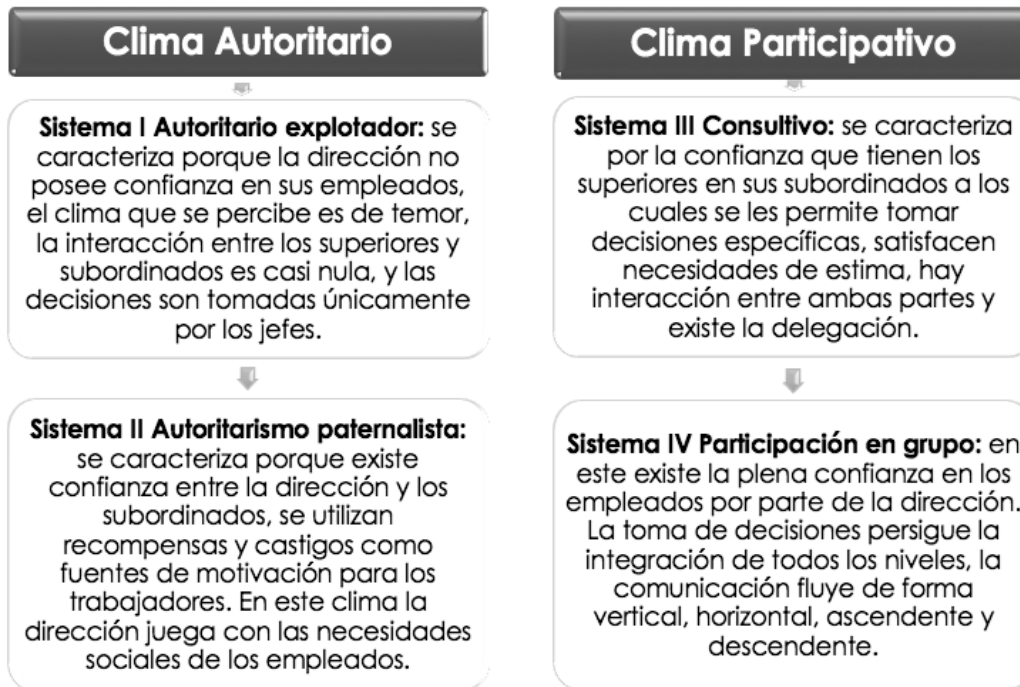 Clima Autoritario
Sistema I Autoritario explotador: se
caracteriza porque la dirección no
posee confianza en sus empleados,
el clima que se percibe es de temor,
la interacción entre los superiores y
subordinados es casi nula, y las
decisiones son tomadas únicamente
por los jefes.
Sistema II Autoritarismo paternalista:
se caracteriza porque existe
confianza entre la dirección y los
subordinados, se utilizan
recompensas y castigos como
fuentes de motivación para los
trabajadores. En este clima la
dirección juega con las necesidades
sociales de los empleados.
Clima Participativo
Sistema III Consultivo: se caracteriza
por la confianza que tienen los
superiores en sus subordinados a los
cuales se les permite tomar
decisiones específicas, satisfacen
necesidades de estima, hay
interacción entre ambas partes y
existe la delegación.
Sistema IV Participación en grupo: en
este existe la plena confianza en los
empleados por parte de la dirección.
La toma de decisiones persigue la
integración de todos los niveles, la
comunicación fluye de forma
vertical, horizontal, ascendente y
descendente.